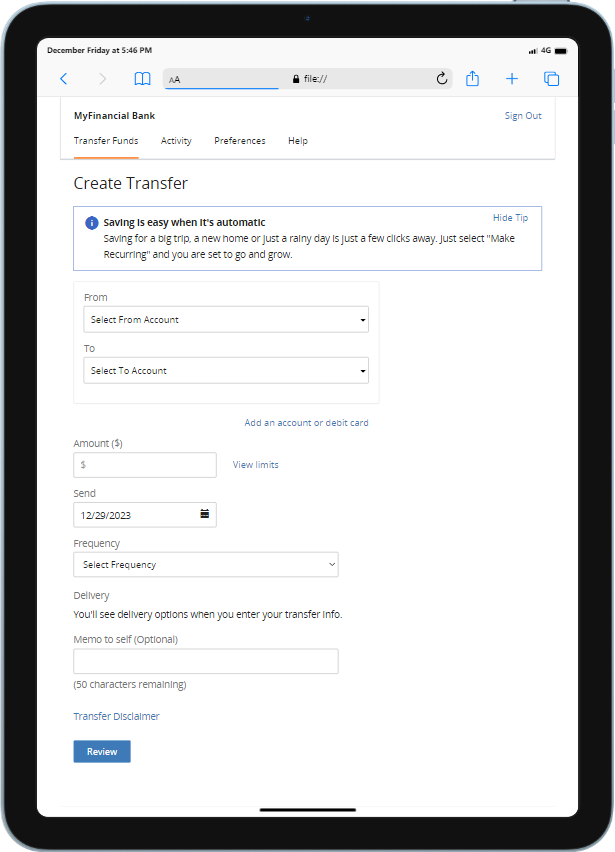 December Friday at 5:46 PM
4G
AA
file://
MyFinancial Bank
Sign Out
Transfer Funds
Activity
Preferences
Help
Create Transfer
Saving is easy when it's automatic
Hide Tip
Saving for a big trip, a new home or just a rainy day is just a few clicks away. Just select "Make
Recurring" and you are set to go and grow.
From
Select From Account
To
Select To Account
Add an account or debit card
Amount ($)
$
View limits
Send
12/29/2023
Frequency
Select Frequency
Delivery
You'll see delivery options when you enter your transfer info.
Memo to self (Optional)
(50 characters remaining)
Transfer Disclaimer
Review